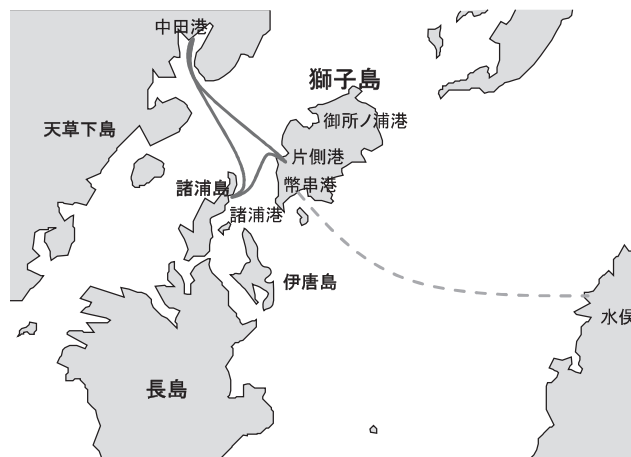 中田港
獅子島
御所ノ浦港
天草下島
片側港
幣串港
諸浦島
諸浦港
伊唐島
水俣
長島